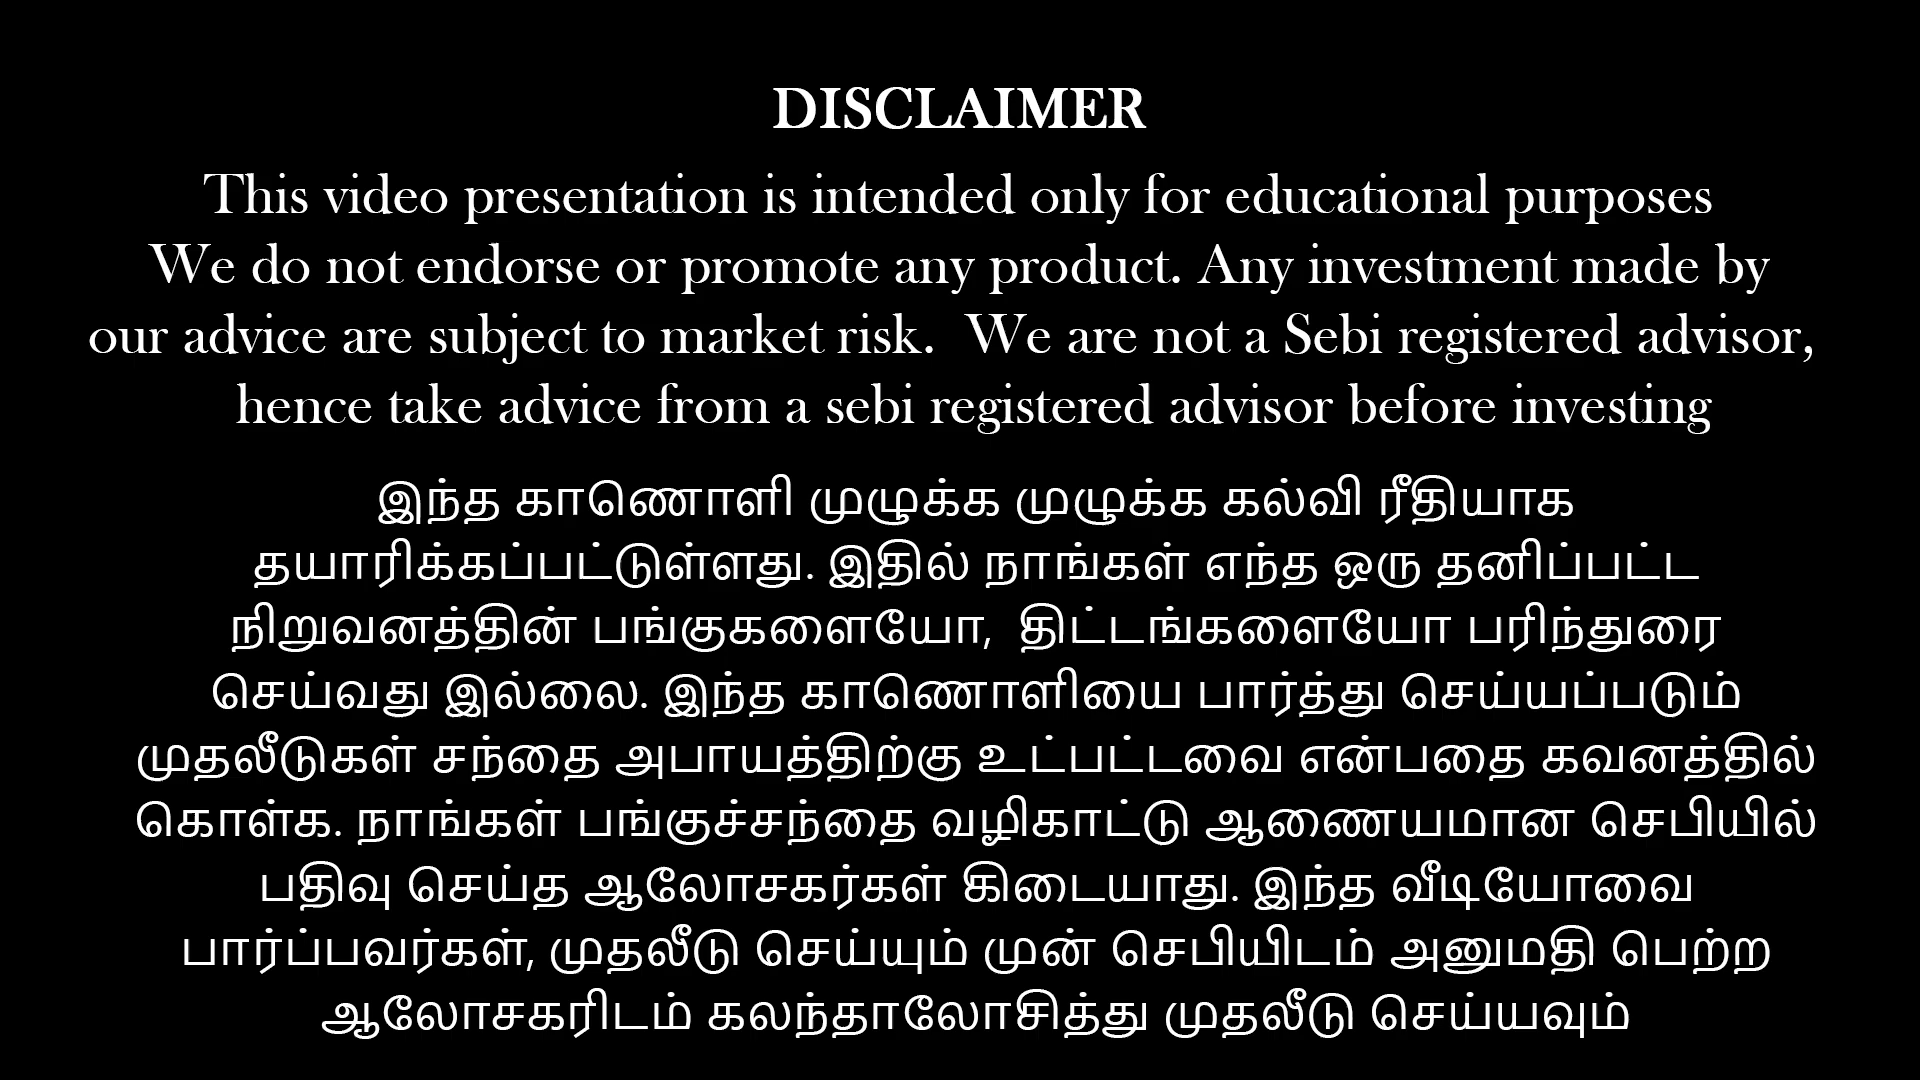 DISCLAIMER
This video presentation is intended only for educational purposes
We do not endorse or promote any product. Any investment made by
our advice are subject to market risk.  We are not a Sebi registered advisor,
hence take advice from a sebi registered advisor before investing
இந்த காணொளி முழுக்க முழுக்க கல்வி ரீதியாக
தயாரிக்கப்பட்டுள்ளது. இதில் நாங்கள் எந்த ஒரு தனிப்பட்ட
நிறுவனத்தின் பங்குகளையோ,  திட்டங்களையோ பரிந்துரை
செய்வது இல்லை. இந்த காணொளியை பார்த்து செய்யப்படும்
முதலீடுகள் சந்தை அபாயத்திற்கு உட்பட்டவை என்பதை கவனத்தில்
கொள்க. நாங்கள் பங்குச்சந்தை வழிகாட்டு ஆணையமான செபியில்
பதிவு செய்த ஆலோசகர்கள் கிடையாது. இந்த வீடியோவை
பார்ப்பவர்கள், முதலீடு செய்யும் முன் செபியிடம் அனுமதி பெற்ற
ஆலோசகரிடம் கலந்தாலோசித்து முதலீடு செய்யவும்